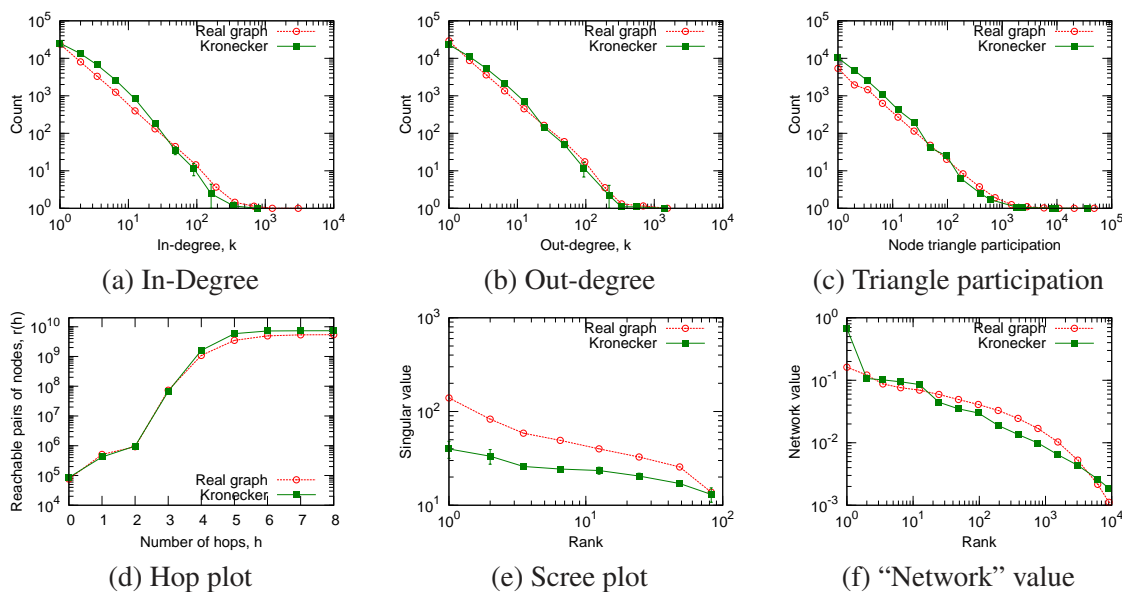 10^5
10^4
10^3
10^2
10^1
10^0
10^0 10^1 10^2 10^3 10^4
Count
In-degree, k
Real graph
Kronecker
(a) In-Degree
10^5
10^4
10^3
10^2
10^1
10^0
10^0 10^1 10^2 10^3 10^4
Count
Out-degree, k
Real graph
Kronecker
(b) Out-degree
10^5
10^4
10^3
10^2
10^1
10^0
10^0 10^1 10^2 10^3 10^4 10^5
Count
Node triangle participation
Real graph
Kronecker
(c) Triangle participation
10^10
10^9
10^8
10^7
10^6
10^5
10^4
0 1 2 3 4 5 6 7 8
Reachable pairs of nodes, r(h)
Number of hops, h
Real graph
Kronecker
(d) Hop plot
10^3
10^2
10^1
10^0 10^1 10^2
Singular value
Rank
Real graph
Kronecker
(e) Scree plot
10^0
10^-1
10^-2
10^-3
10^0 10^1 10^2 10^3 10^4
Network value
Rank
Real graph
Kronecker
(f) “Network” value